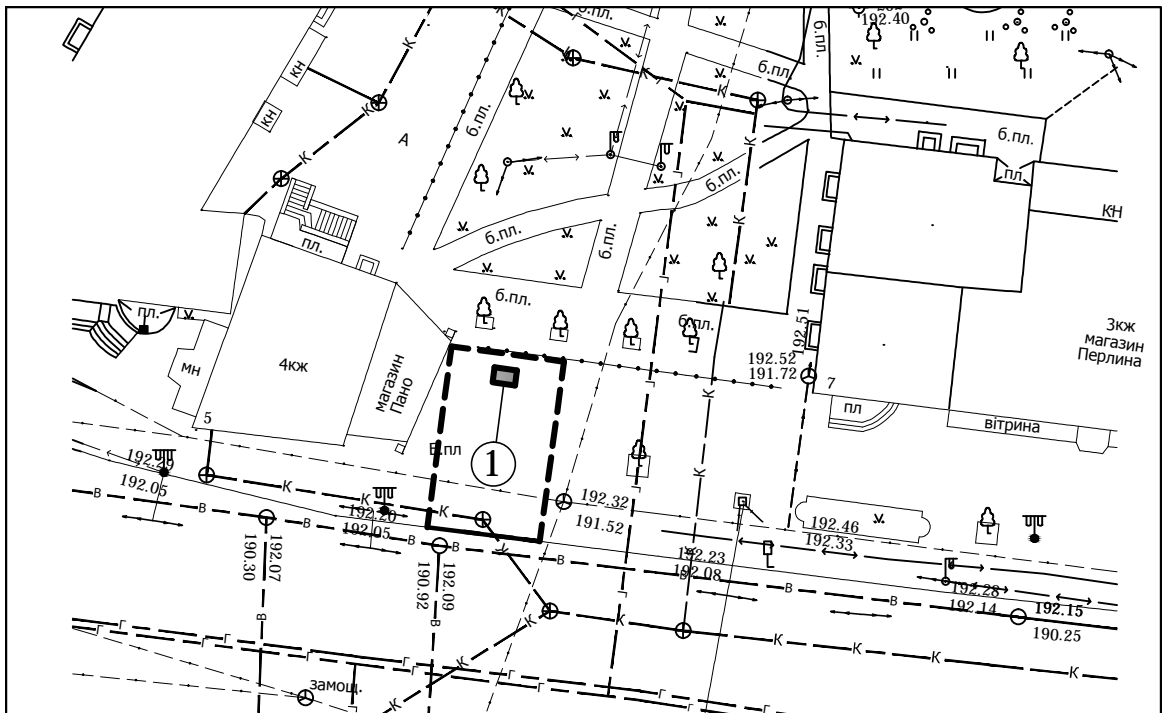 192.40
К
К
КН
К
К
КН
К
А
К
б.пл.
б.пл.
К
К
б.пл.
б.пл.
К
б.пл.
б.пл.
пл.
КН
б.пл.
б.пл.
К
пл.
б.пл.
б.пл.
пл.
192.51
3кж
магазин
Перлина
192.52
191.72
7
мн
4кж
магазин
Пано
К
пл
вітрина
5
Б.пл
1
К
192.29
192.05
К
К
К
192.20
192.05
192.32
191.52
192.46
192.33
В
В
В
В
В
192.07
190.30
192.09
190.92
192.23
192.08
В
В
В
В
192.28
192.14
192.15
190.25
К
К
К
К
К
К
В
В
Г
Г
Г
Г
Г
Г
замощ.
К